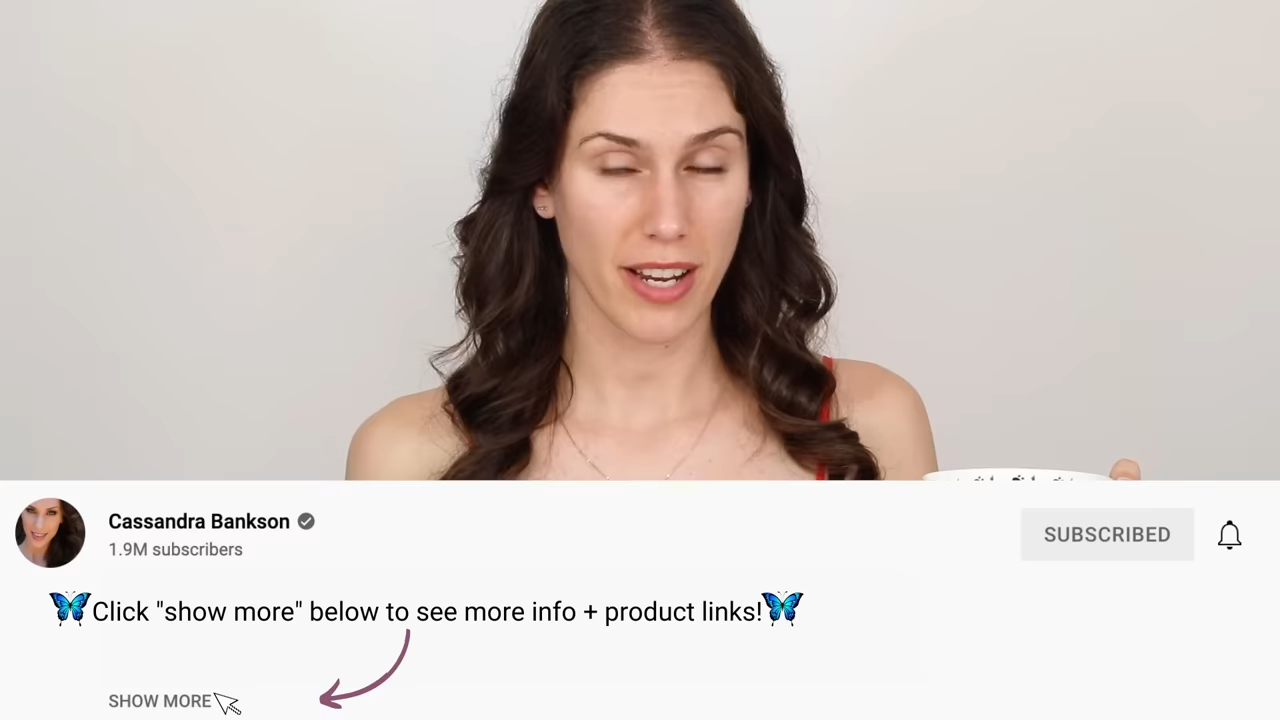 Cassandra Bankson
1.9M subscribers
SUBSCRIBED
Click "show more" below to see more info + product links!
SHOW MORE